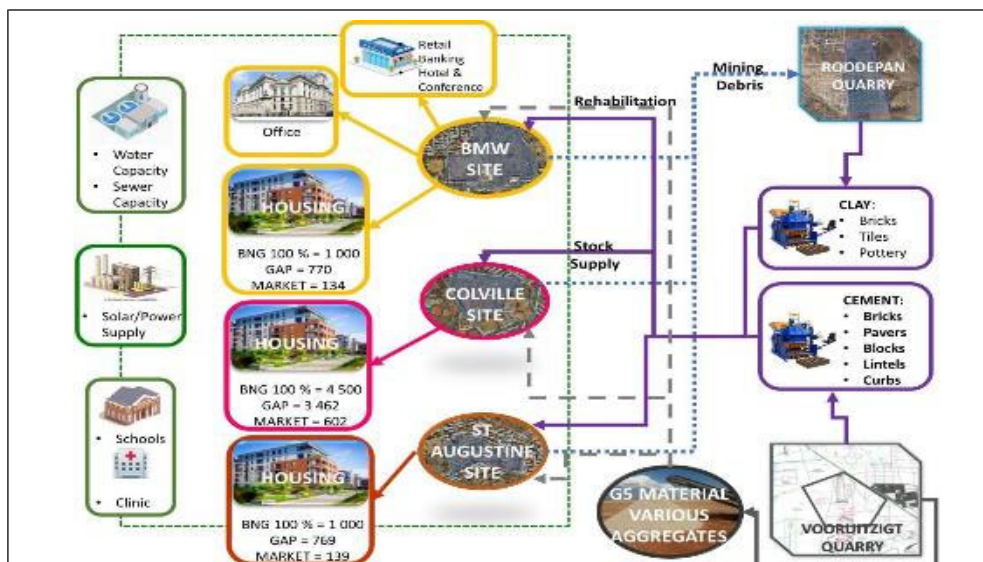 • Retail
Banking
• Hotel &
Conference
Office
• Water
Capacity
• Sewer
Capacity
HOUSING
BNG 100 % = 1 000
GAP = 770
MARKET = 134
• Solar/Power
Supply
HOUSING
BNG 100 % = 4 500
GAP = 3 462
MARKET = 602
• Schools
• Clinic
HOUSING
BNG 100 % = 1 000
GAP = 769
MARKET = 139
BMW
SITE
COLVILLE
SITE
ST
AUGUSTINE
SITE
Rehabilitation
Stock
Supply
Mining
Debris
ROODEPAN
QUARRY
CLAY:
• Bricks
• Tiles
• Pottery
CEMENT:
• Bricks
• Pavers
• Blocks
• Lintels
• Curbs
G5 MATERIAL
VARIOUS
AGGREGATES
VOORUITZIGT
QUARRY